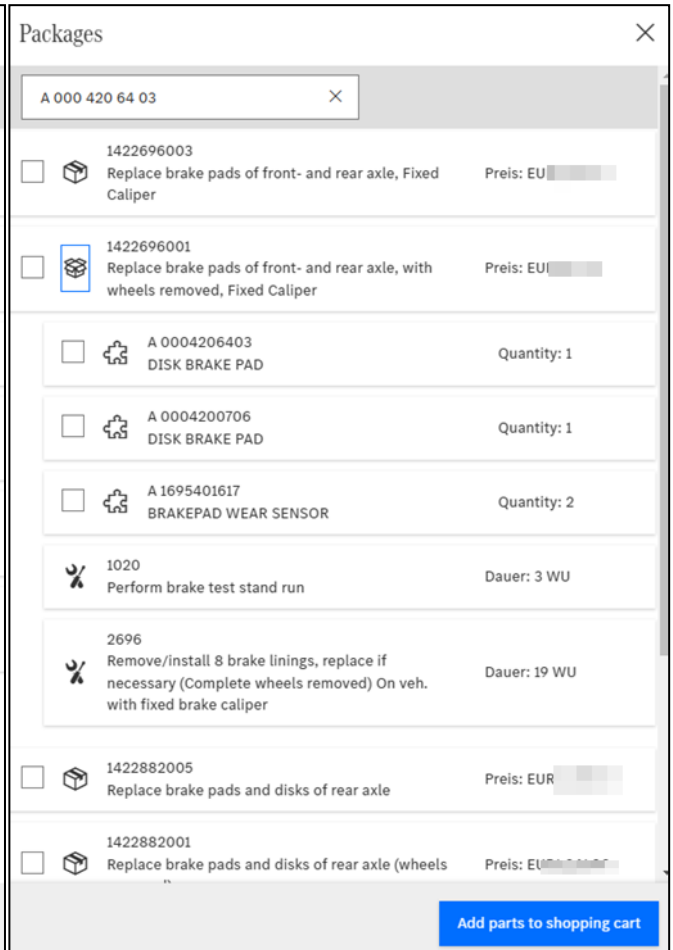 Packages
A 000 420 64 03
1422696003
Replace brake pads of front- and rear axle, Fixed
Caliper
Preis: EU
1422696001
Replace brake pads of front- and rear axle, with
wheels removed, Fixed Caliper
Preis: EU
A 0004206403
DISK BRAKE PAD
Quantity: 1
A 0004200706
DISK BRAKE PAD
Quantity: 1
A 1695401617
BRAKEPAD WEAR SENSOR
Quantity: 2
1020
Perform brake test stand run
Dauer: 3 WU
2696
Remove/install 8 brake linings, replace if
necessary (Complete wheels removed) On veh.
with fixed brake caliper
Dauer: 19 WU
1422882005
Replace brake pads and disks of rear axle
Preis: EUR
1422882001
Replace brake pads and disks of rear axle (wheels
Preis: EU
Add parts to shopping cart